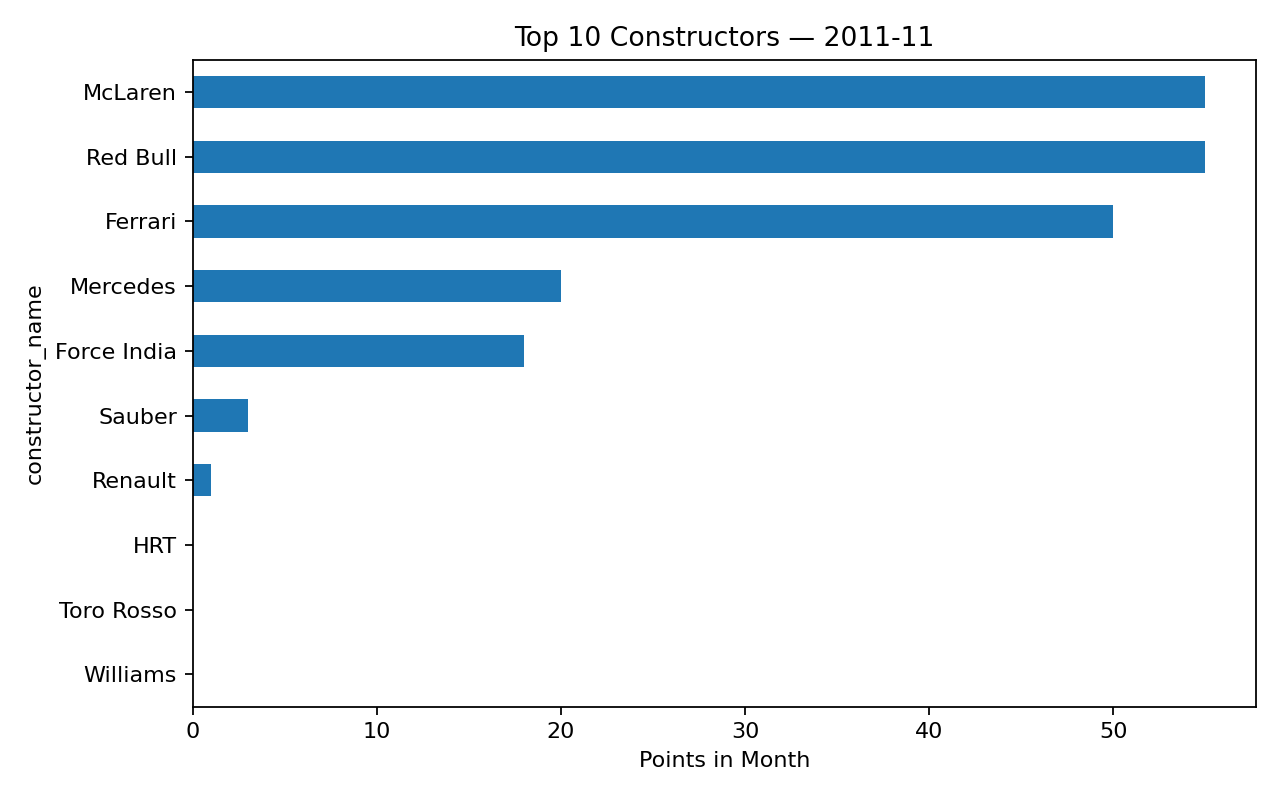 Top 10 Constructors — 2011-11
constructor_name
McLaren
Red Bull
Ferrari
Mercedes
Force India
Sauber
Renault
HRT
Toro Rosso
Williams
0 10 20 30 40 50
Points in Month